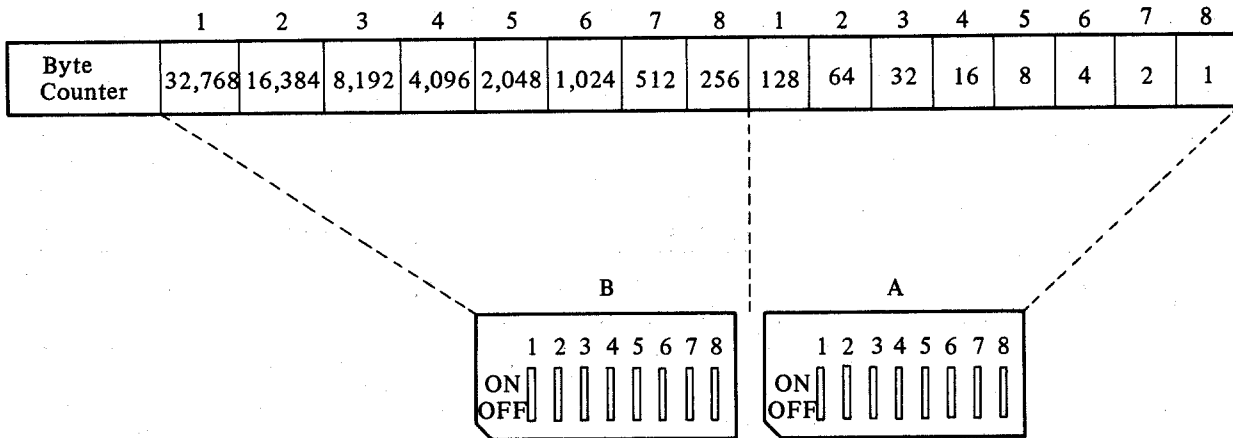 1 2 3 4 5 6 7 8 1 2 3 4 5 6 7 8
Byte Counter 32,768 16,384 8,192 4,096 2,048 1,024 512 256 128 64 32 16 8 4 2 1
B A
1 2 3 4 5 6 7 8 1 2 3 4 5 6 7 8
ON ON
OFF OFF